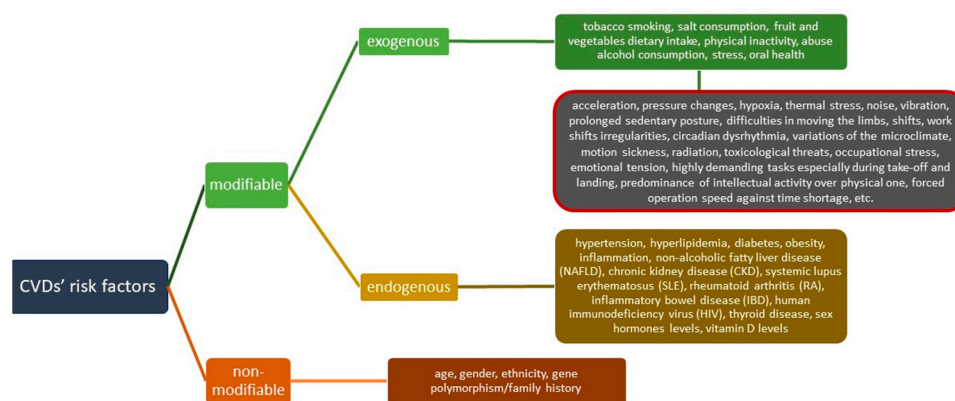 exogenous
tobacco smoking, salt consumption, fruit and
vegetables dietary intake, physical inactivity, abuse
alcohol consumption, stress, oral health
acceleration, pressure changes, hypoxia, thermal stress, noise, vibration,
prolonged sedentary posture, difficulties in moving the limbs, shifts, work
shifts irregularities, circadian dysrhythmia, variations of the microclimate,
motion sickness, radiation, toxicological threats, occupational stress,
emotional tension, highly demanding tasks especially during take-off and
landing, predominance of intellectual activity over physical one, forced
operation speed against time shortage, etc.
modifiable
hypertension, hyperlipidemia, diabetes, obesity,
inflammation, non-alcoholic fatty liver disease
(NAFLD), chronic kidney disease (CKD), systemic lupus
erythematosus (SLE), rheumatoid arthritis (RA),
inflammatory bowel disease (IBD), human
immunodeficiency virus (HIV), thyroid disease, sex
hormones levels, vitamin D levels
endogenous
CVDs' risk factors
non-
modifiable
age, gender, ethnicity, gene
polymorphism/family history